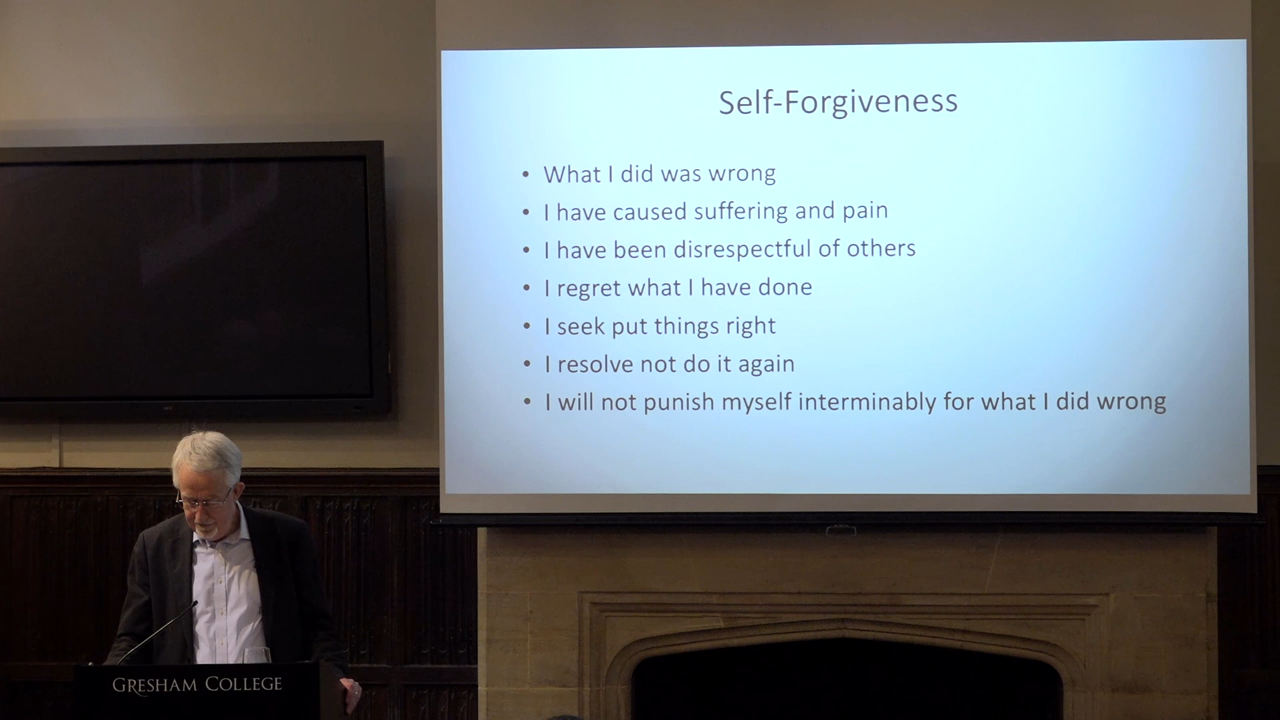 Self-Forgiveness
• What I did was wrong
• I have caused suffering and pain
• I have been disrespectful of others
• I regret what I have done
• I seek put things right
• I resolve not do it again
• I will not punish myself interminably for what I did wrong
GRESHAM COLLEGE